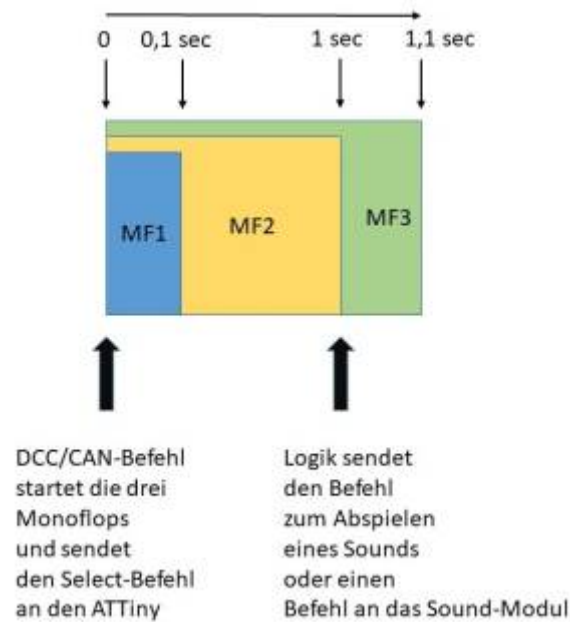 0 0,1 sec 1 sec 1,1 sec
MF1 MF2 MF3
DCC/CAN-Befehl
startet die drei
Monoflops
und sendet
den Select-Befehl
an den ATTiny
Logik sendet
den Befehl
zum Abspielen
eines Sounds
oder einen
Befehl an das Sound-Modul